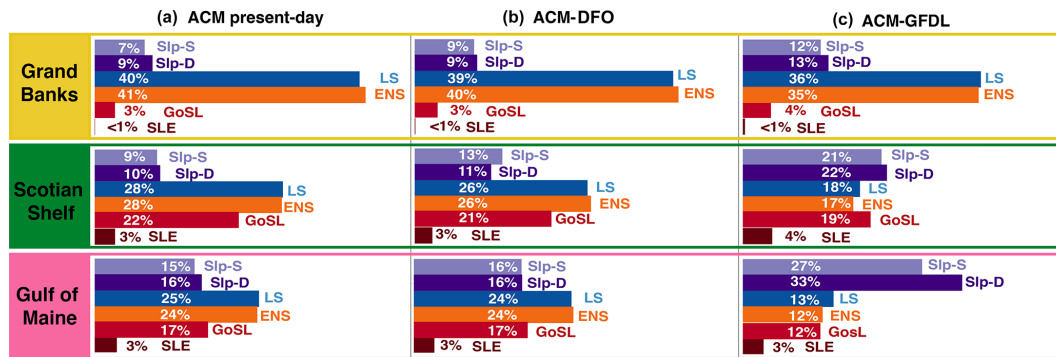 (a) ACM present-day
(b) ACM-DFO
(c) ACM-GFDL
Grand
Banks
7% Slp-S
9% Slp-D
40% LS
41% ENS
3% GoSL
<1% SLE
9% Slp-S
9% Slp-D
39% LS
40% ENS
3% GoSL
<1% SLE
12% Slp-S
13% Slp-D
36% LS
35% ENS
4% GoSL
<1% SLE
Scotian
Shelf
9% Slp-S
10% Slp-D
28% LS
28% ENS
22% GoSL
3% SLE
13% Slp-S
11% Slp-D
26% LS
26% ENS
21% GoSL
3% SLE
21% Slp-S
22% Slp-D
18% LS
17% ENS
19% GoSL
4% SLE
Gulf of
Maine
15% Slp-S
16% Slp-D
25% LS
24% ENS
17% GoSL
3% SLE
16% Slp-S
16% Slp-D
24% LS
24% ENS
17% GoSL
3% SLE
27% Slp-S
33% Slp-D
13% LS
12% ENS
12% GosL
3% SLE